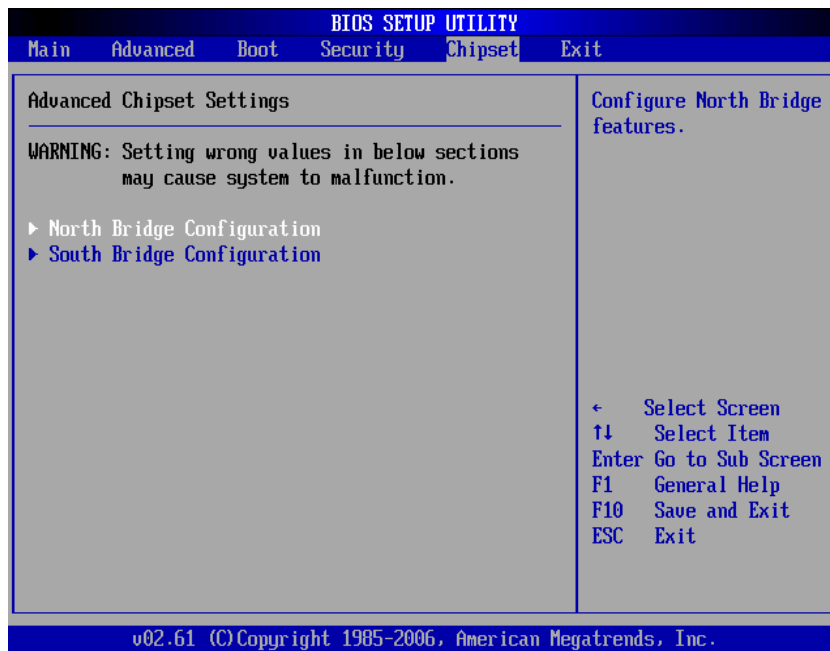 BIOS SETUP UTILITY
Main Advanced Boot Security Chipset Exit
Advanced Chipset Settings
WARNING: Setting wrong values in below sections
may cause system to malfunction.
▶ North Bridge Configuration
▶ South Bridge Configuration
Configure North Bridge
features.
← Select Screen
↑↓ Select Item
Enter Go to Sub Screen
F1 General Help
F10 Save and Exit
ESC Exit
v02.61 (C)Copyright 1985-2006, American Megatrends, Inc.